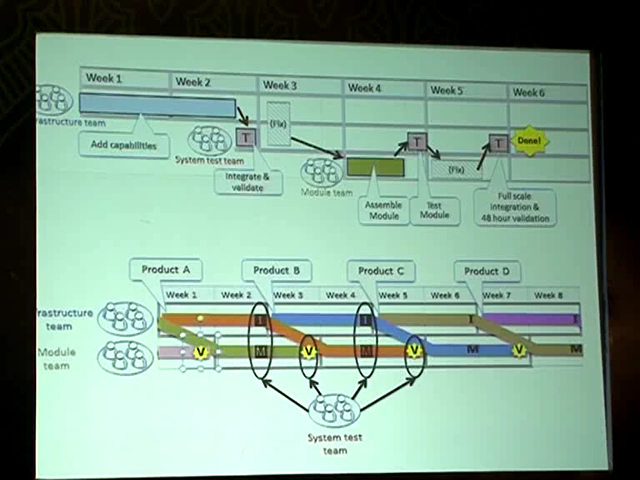 Week 1 Week 2 Week 3 Week 4 Week 5 Week 6
rastructure team
Add capabilities
System test team
T
Integrate &
validate
(Fix)
Module team
Assemble
Module
T
Test
Module
(Fix)
T
Done!
Full scale
integration &
48 hour validation
Product A Product B Product C Product D
Week 1 Week 2 Week 3 Week 4 Week 5 Week 6 Week 7 Week 8
rastructure
team
I I I I
Module
team
V M V M V M V M
System test
team